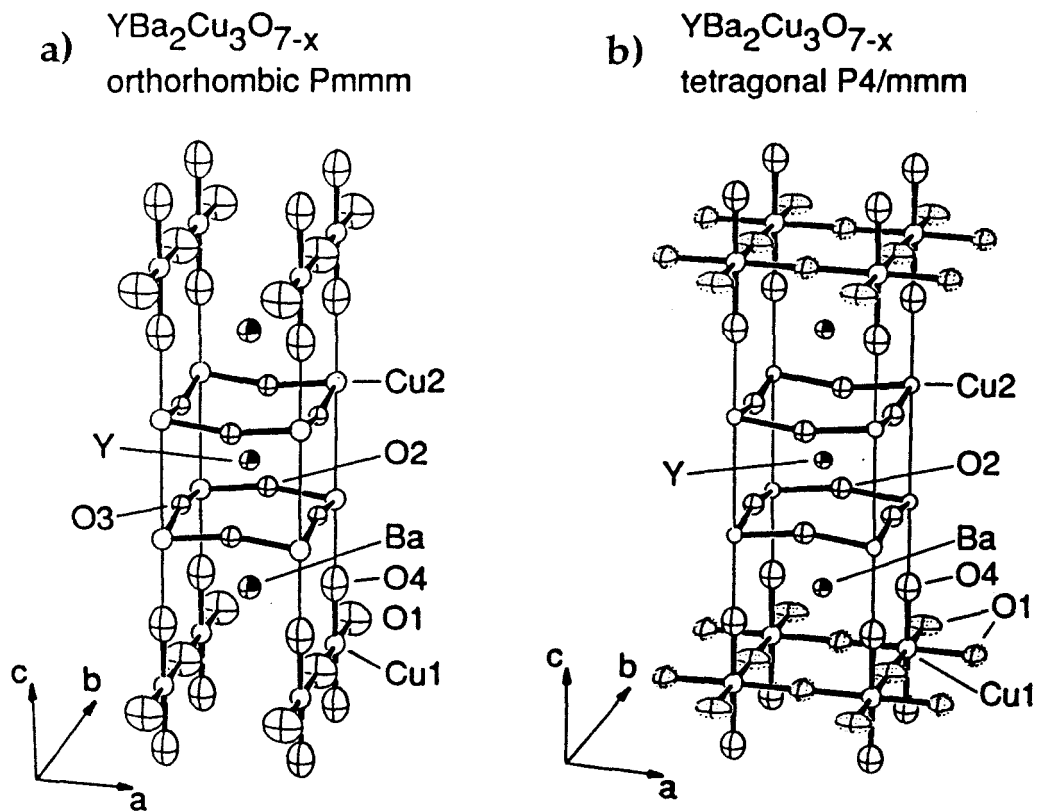 a) YBa2Cu3O7-x
orthorhombic Pmmm
Cu2
Y
O2
O3
Ba
O4
O1
Cu1
c
b
a
b) YBa2Cu3O7-x
tetragonal P4/mmm
Cu2
Y
O2
Ba
O4
O1
Cu1
c
b
a